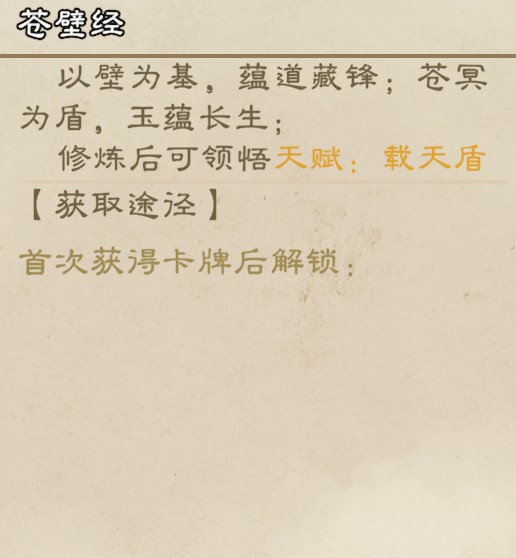 苍璧经
以璧为基，蕴道藏锋；苍冥
为盾，玉蕴长生；
修炼后可领悟天赋：载天盾
【获取途径】
首次获得卡牌后解锁；